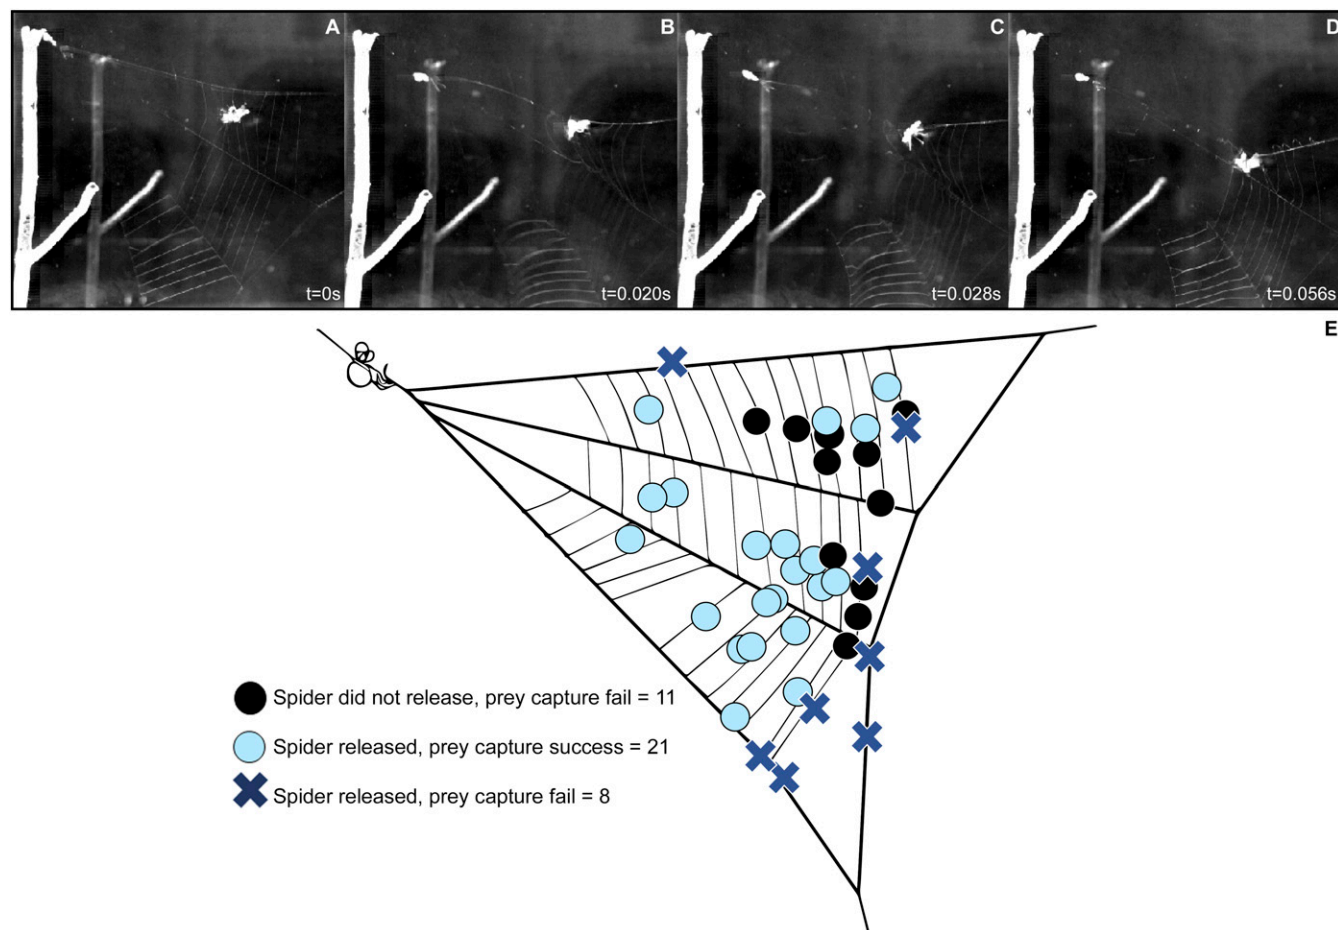 A
B
C
D
t=0s
t=0.020s
t=0.028s
t=0.056s
E
Spider did not release, prey capture fail = 11
Spider released, prey capture success = 21
Spider released, prey capture fail = 8